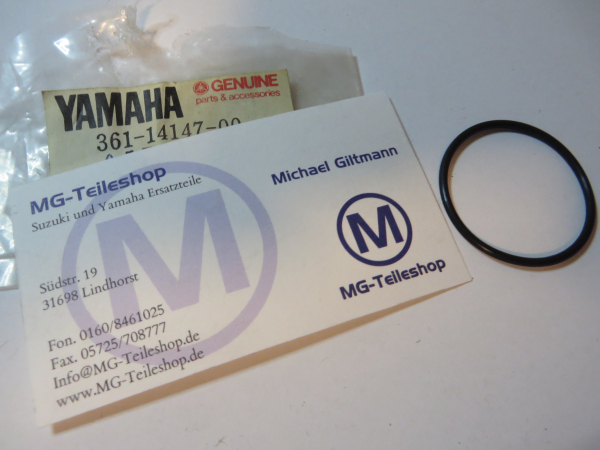 YAMAHA
GENUINE
parts & accessories
361-14147-00
MG-Teileshop
Suzuki und Yamaha Ersatzteile
Südstr. 19
31698 Lindhorst
Fon. 0160/8461025
Fax. 05725/708777
Info@MG-Teileshop.de
www.MG-Teileshop.de
M
Michael Giltmann
M
MG-Teileshop